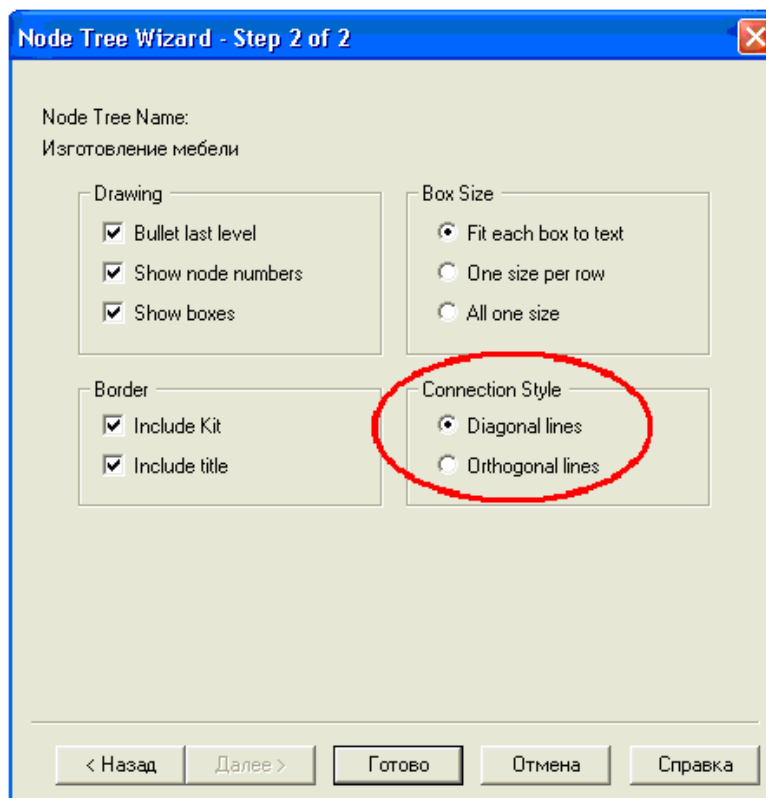 Node Tree Wizard - Step 2 of 2
Node Tree Name:
Изготовление мебели
Drawing
Bullet last level
Show node numbers
Show boxes
Box Size
Fit each box to text
One size per row
All one size
Border
Include Kit
Include title
Connection Style
Diagonal lines
Orthogonal lines
< Назад
Далее >
Готово
Отмена
Справка